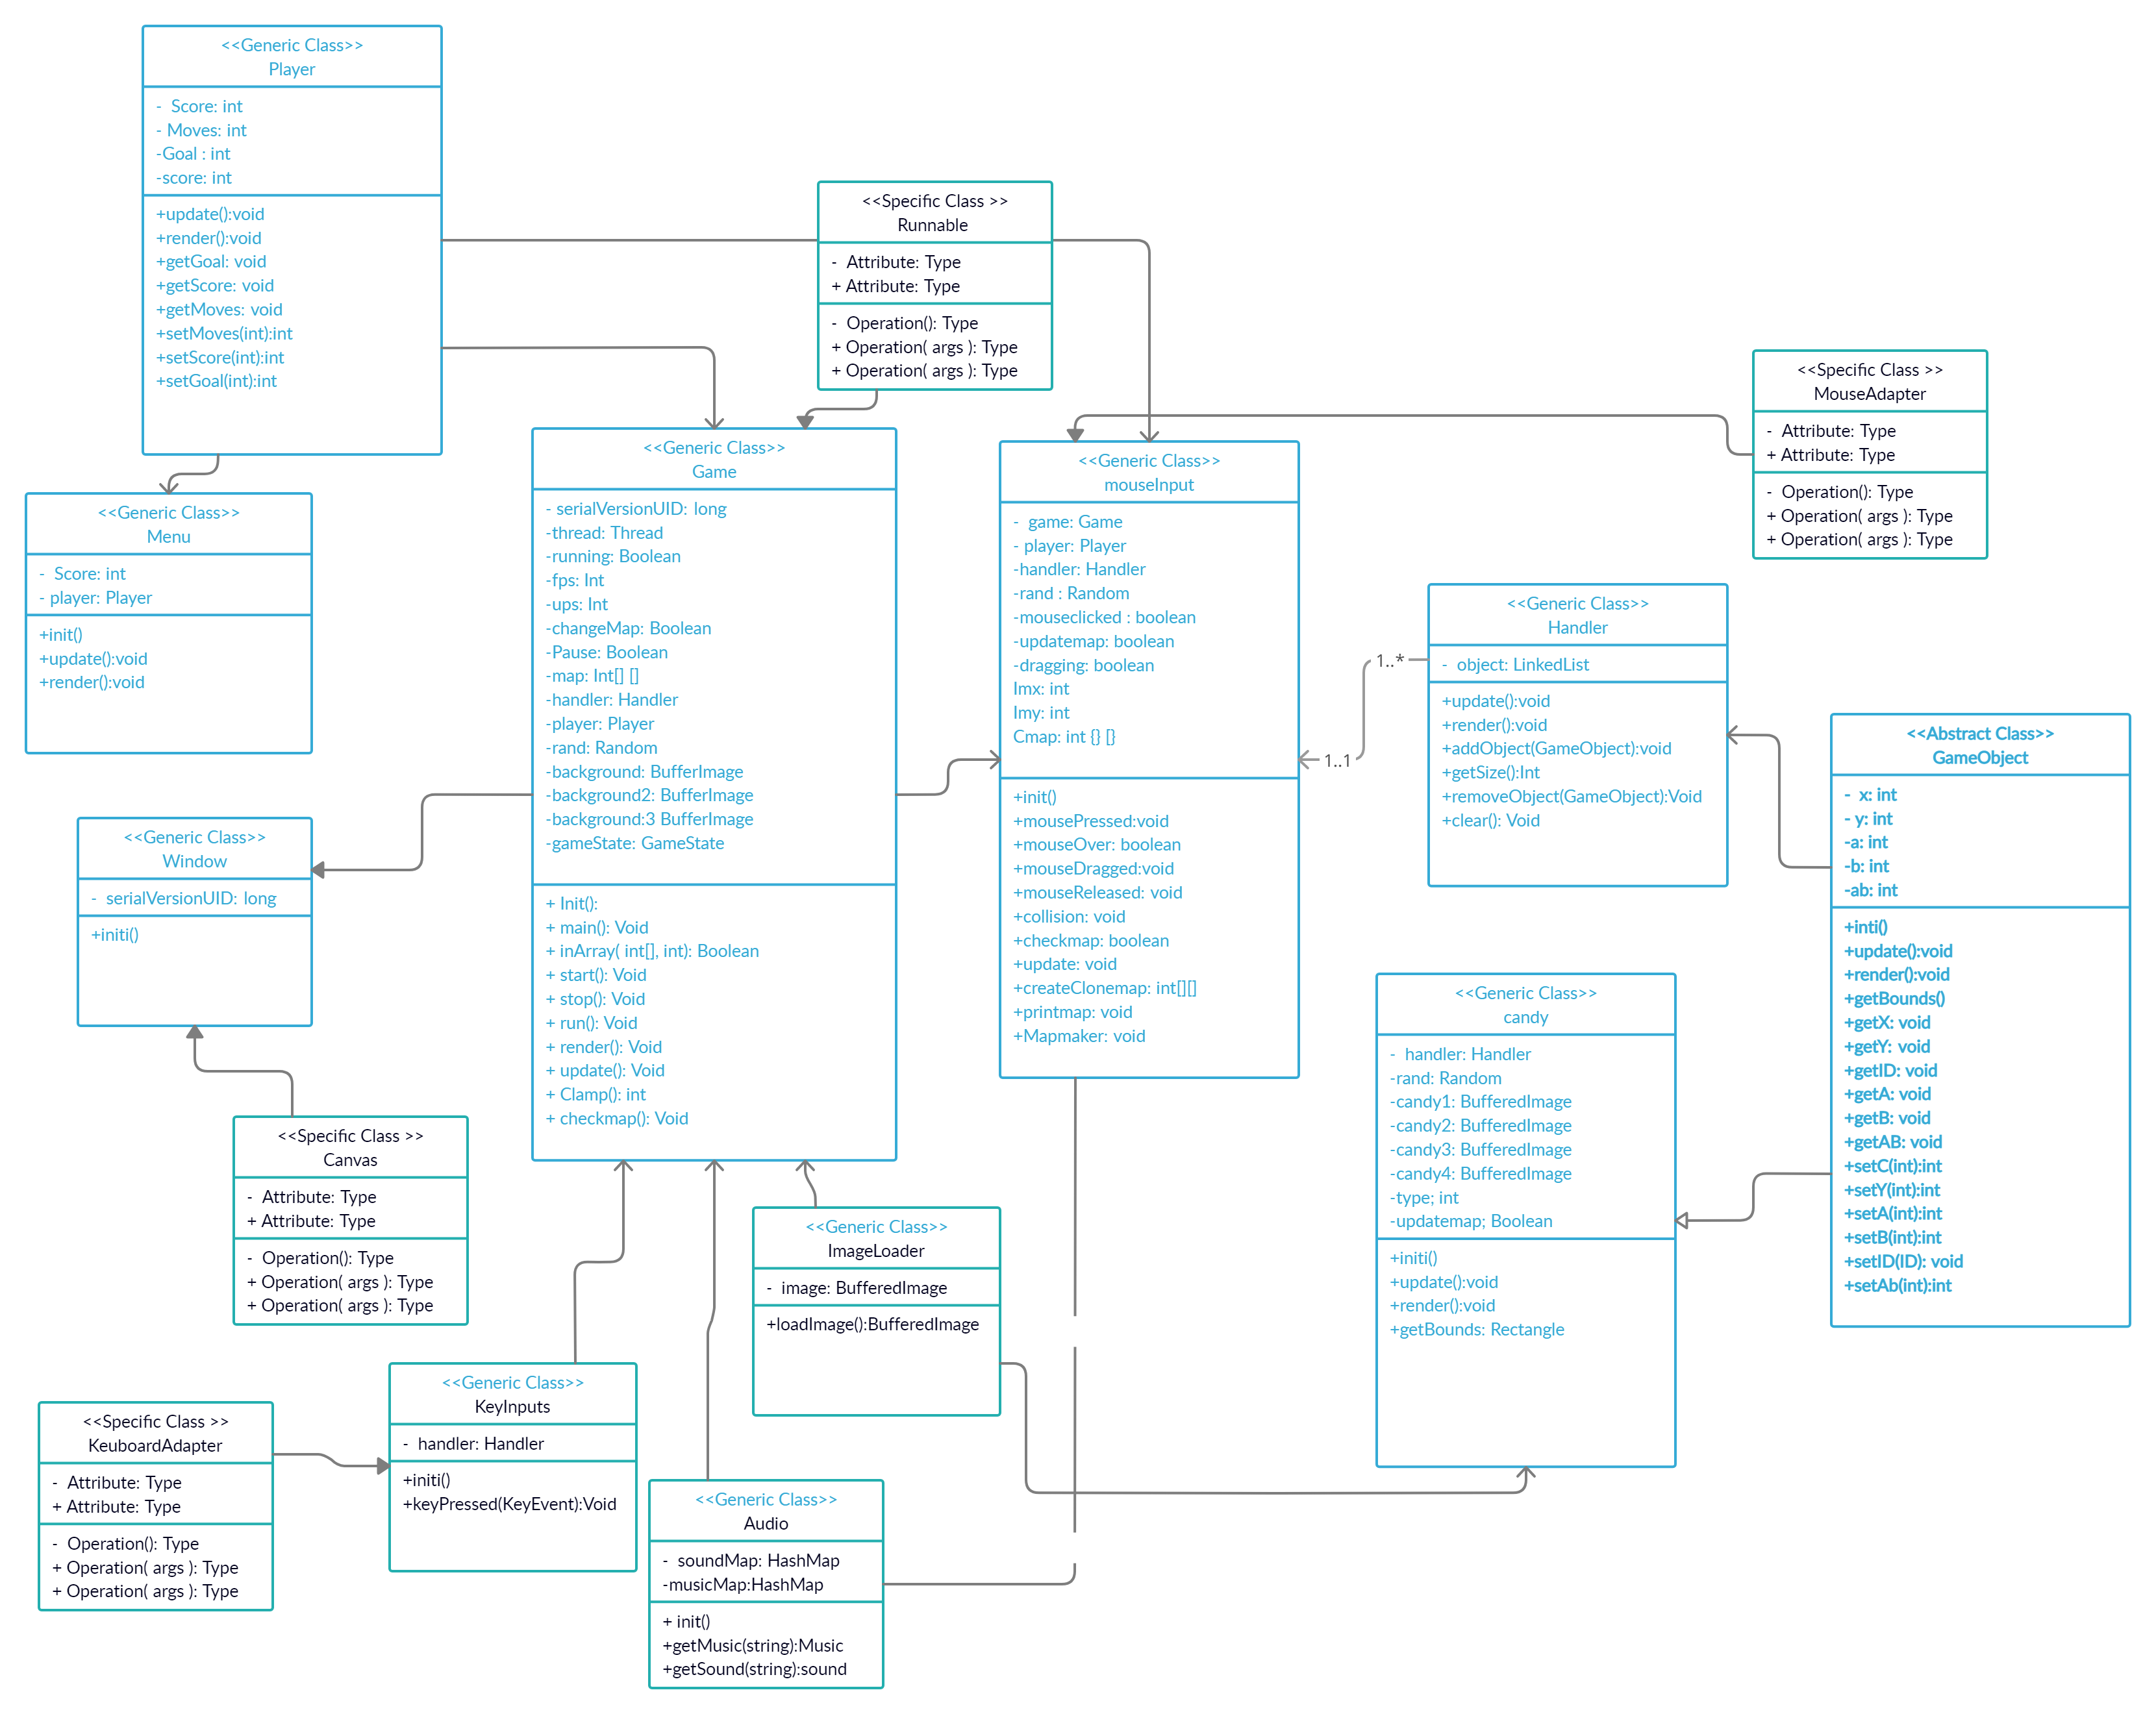 <<Generic Class>>
Player
- Score: int
- Moves: int
-Goal : int
-score: int
+update():void
+render():void
+getGoal: void
+getScore: void
+getMoves: void
+setMoves(int):int
+setScore(int):int
+setGoal(int):int
<<Specific Class >>
Runnable
- Attribute: Type
+ Attribute: Type
- Operation(): Type
+ Operation( args ): Type
+ Operation( args ): Type
<<Specific Class >>
MouseAdapter
- Attribute: Type
+ Attribute: Type
- Operation(): Type
+ Operation( args ): Type
+ Operation( args ): Type
<<Generic Class>>
Menu
- Score: int
- player: Player
+init()
+update():void
+render():void
<<Generic Class>>
Game
- serialVersionUID: long
-thread: Thread
-running: Boolean
-fps: Int
-ups: Int
-changeMap: Boolean
-Pause: Boolean
-map: Int[] []
-handler: Handler
-player: Player
-rand: Random
-background: BufferImage
-background2: BufferImage
-background:3 BufferImage
-gameState: GameState
+ Init():
+ main(): Void
+ inArray( int[], int): Boolean
+ start(): Void
+ stop(): Void
+ run(): Void
+ render(): Void
+ update(): Void
+ Clamp(): int
+ checkmap(): Void
<<Generic Class>>
mouseInput
- game: Game
- player: Player
-handler: Handler
-rand : Random
-mouseclicked : boolean
-updatemap: boolean
-dragging: boolean
Imx: int
Imy: int
Cmap: int {} [}
+init()
+mousePressed:void
+mouseOver: boolean
+mouseDragged:void
+mouseReleased: void
+collision: void
+checkmap: boolean
+update: void
+createClonemap: int[][]
+printmap: void
+Mapmaker: void
1..*
1..1
<<Generic Class>>
Handler
- object: LinkedList
+update():void
+render():void
+addObject(GameObject):void
+getSize():Int
+removeObject(GameObject):Void
+clear(): Void
<<Abstract Class>>
GameObject
- x: int
- y: int
-a: int
-b: int
-ab: int
+inti()
+update():void
+render():void
+getBounds()
+getX: void
+getY: void
+getID: void
+getA: void
+getB: void
+getAB: void
+setC(int):int
+setY(int):int
+setA(int):int
+setB(int):int
+setID(ID): void
+setAb(int):int
<<Generic Class>>
Window
- serialVersionUID: long
+initi()
<<Generic Class>>
candy
- handler: Handler
-rand: Random
-candy1: BufferedImage
-candy2: BufferedImage
-candy3: BufferedImage
-candy4: BufferedImage
-type; int
-updatemap; Boolean
+initi()
+update():void
+render():void
+getBounds: Rectangle
<<Specific Class >>
Canvas
- Attribute: Type
+ Attribute: Type
- Operation(): Type
+ Operation( args ): Type
+ Operation( args ): Type
<<Generic Class>>
ImageLoader
- image: BufferedImage
+loadImage():BufferedImage
<<Generic Class>>
KeyInputs
- handler: Handler
+initi()
+keyPressed(KeyEvent):Void
<<Specific Class >>
KeuboardAdapter
- Attribute: Type
+ Attribute: Type
- Operation(): Type
+ Operation( args ): Type
+ Operation( args ): Type
<<Generic Class>>
Audio
- soundMap: HashMap
-musicMap:HashMap
+ init()
+getMusic(string):Music
+getSound(string):sound